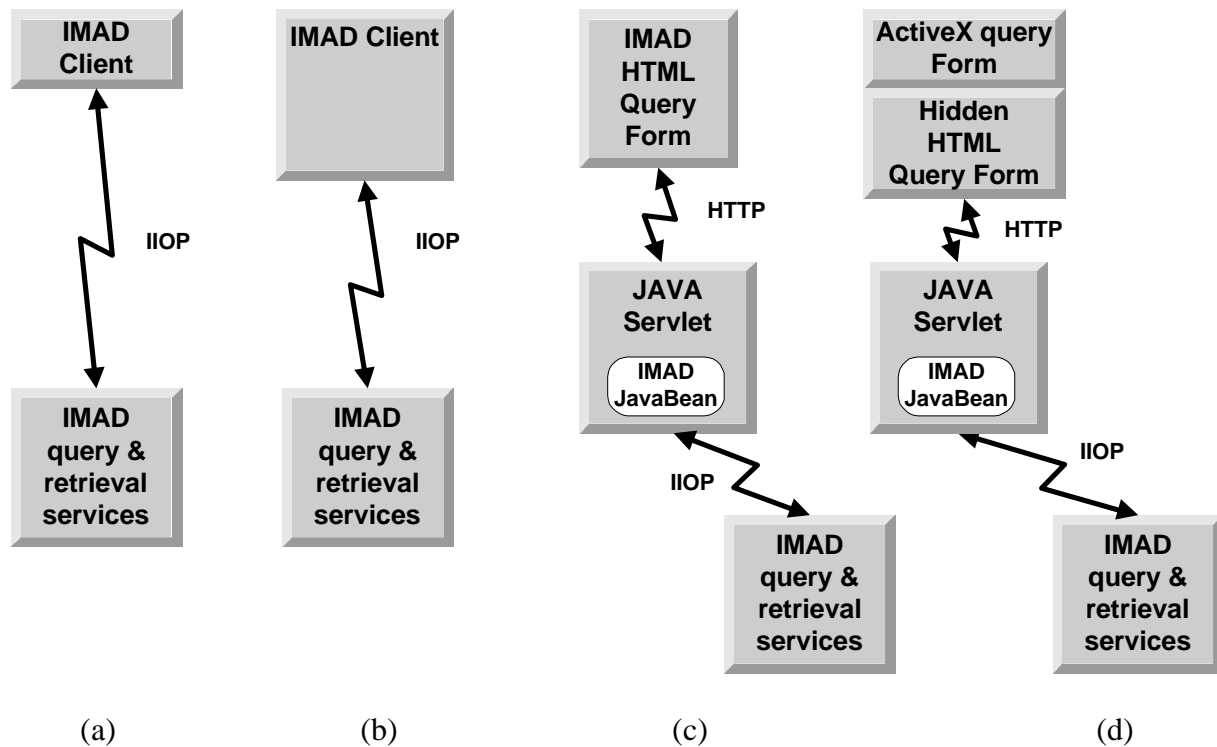 IMAD
Client
IIOP
IMAD
query &
retrieval
services
(a)
IMAD Client
IIOP
IMAD
query &
retrieval
services
(b)
IMAD
HTML
Query
Form
HTTP
JAVA
Servlet
IMAD
JavaBean
IIOP
IMAD
query &
retrieval
services
(c)
ActiveX query
Form
Hidden
HTML
Query Form
HTTP
JAVA
Servlet
IMAD
JavaBean
IIOP
IMAD
query &
retrieval
services
(d)